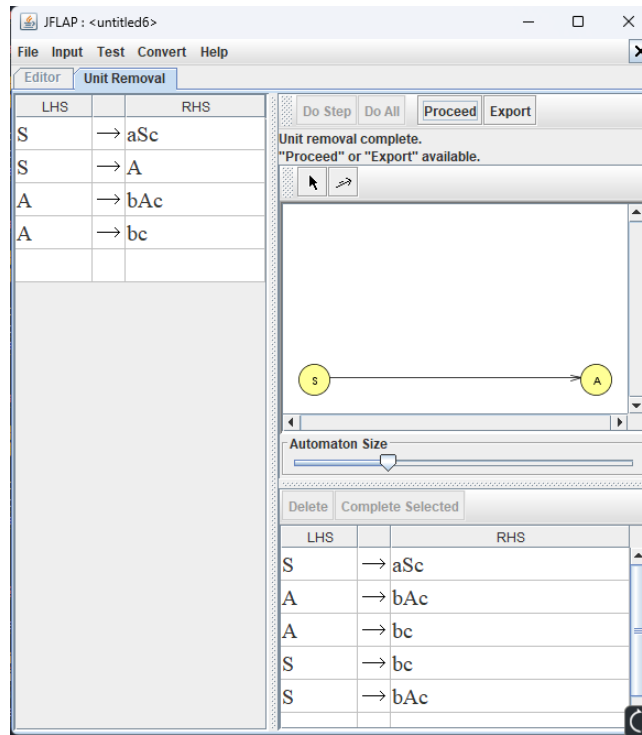 JFLAP : <untitled6>
File Input Test Convert Help
Editor Unit Removal
LHS RHS
S → aSc
S → A
A → bAc
A → bc
Do Step Do All Proceed Export
Unit removal complete.
"Proceed" or "Export" available.
S A
Automaton Size
Delete Complete Selected
LHS RHS
S → aSc
A → bAc
A → bc
S → bc
S → bAc